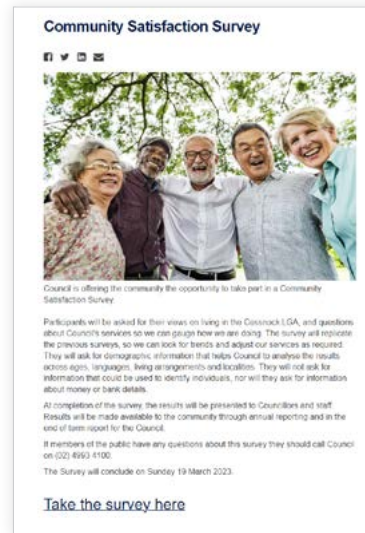 Community Satisfaction Survey
Council is offering the community the opportunity to take part in a Community
Satisfaction Survey.
Participants will be asked for their views on living in the Cessnock LGA, and questions
about Council's services so we can gauge how we are doing. The survey will replicate
the previous surveys, so we can look for trends and adjust our services as required.
They will ask for demographic information that helps Council to analyse the results
across ages, languages, living arrangements and localities. They will not ask for
information that could be used to identify individuals, nor will they ask for information
about money or bank details.
At completion of the survey, the results will be presented to Councillors and staff.
Results will be made available to the community through annual reporting and in the
end of term report for the Council.
If members of the public have any questions about this survey they should call Council
on (02) 4993 4100.
The Survey will conclude on Sunday 19 March 2023.
Take the survey here